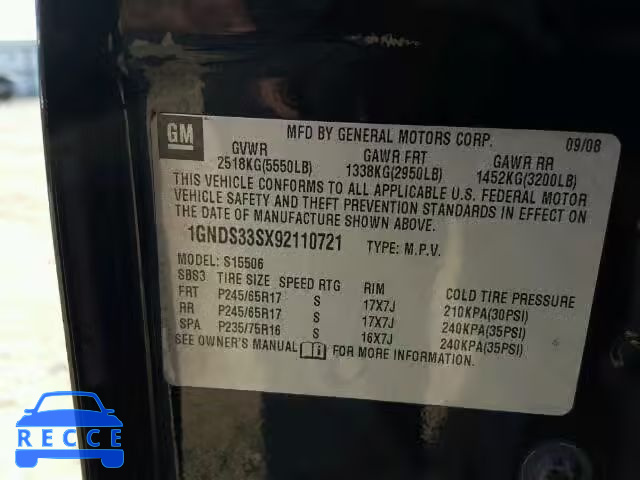 GM
MFD BY GENERAL MOTORS CORP. 09/08
GVWR GAWR FRT GAWR RR
2518KG(5550LB) 1338KG(2950LB) 1452KG(3200LB)
THIS VEHICLE CONFORMS TO ALL APPLICABLE U.S. FEDERAL MOTOR
VEHICLE SAFETY AND THEFT PREVENTION STANDARDS IN EFFECT ON
THE DATE OF MANUFACTURE SHOWN ABOVE.
1GNDS33SX92110721 TYPE: M.P.V.
MODEL: S15506
SBS3 TIRE SIZE SPEED RTG RIM COLD TIRE PRESSURE
FRT P245/65R17 S 17X7J 210KPA(30PSI)
RR P245/65R17 S 17X7J 240KPA(35PSI)
SPA P235/75R16 S 16X7J 240KPA(35PSI)
SEE OWNER'S MANUAL FOR MORE INFORMATION.
RECCE